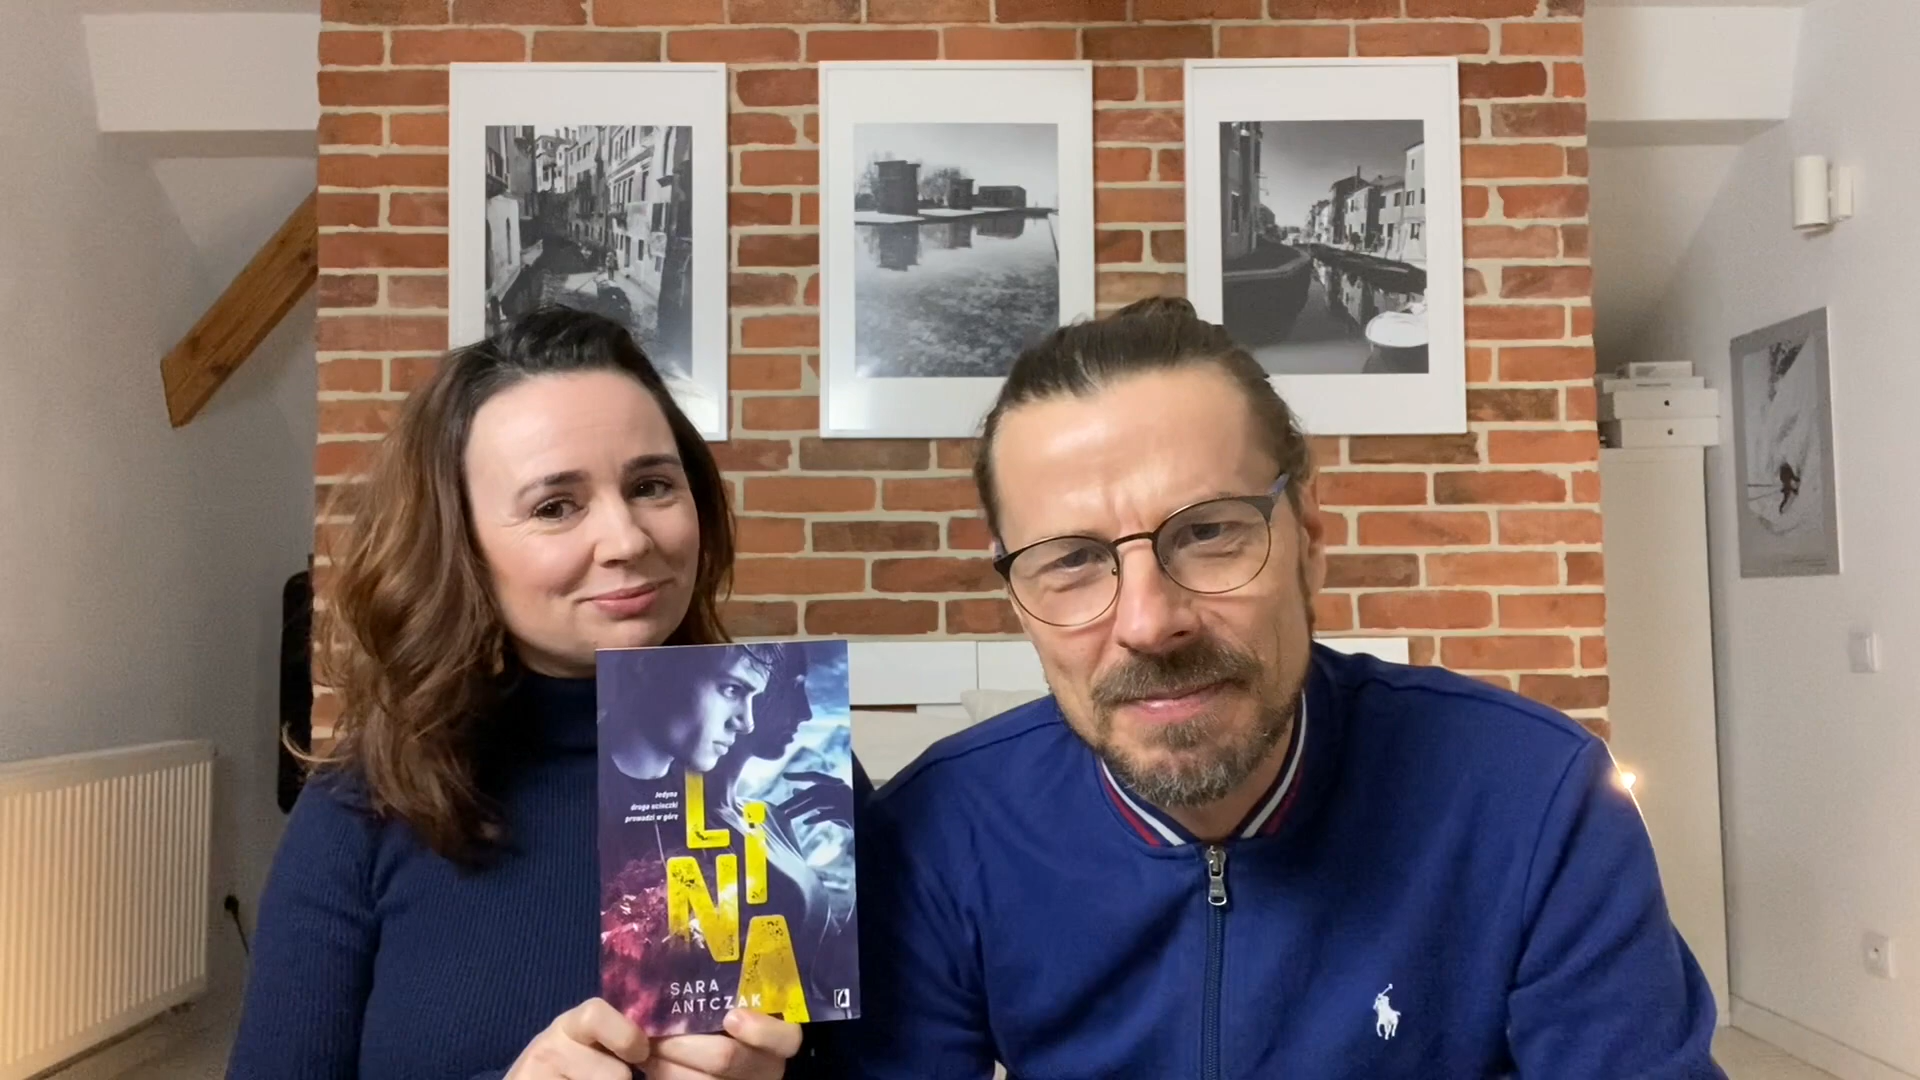 Jedyna
droga ucieczki
prowadzi w górę
LINA
SARA
ANTCZAK